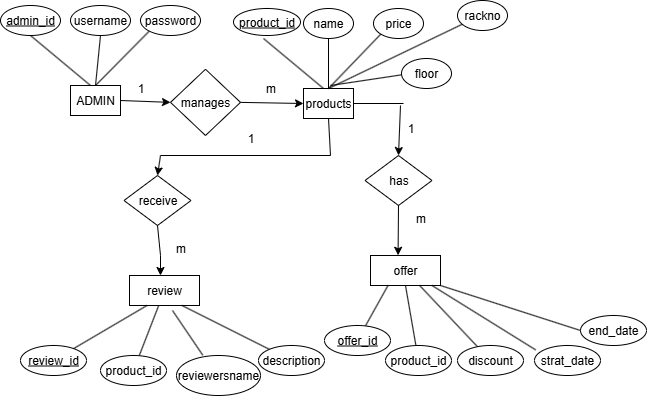 admin_id
username
password
product_id
name
price
rackno
floor
ADMIN
1
manages
m
products
1
1
receive
has
m
m
review
offer
review_id
product_id
reviewersname
description
offer_id
product_id
discount
strat_date
end_date